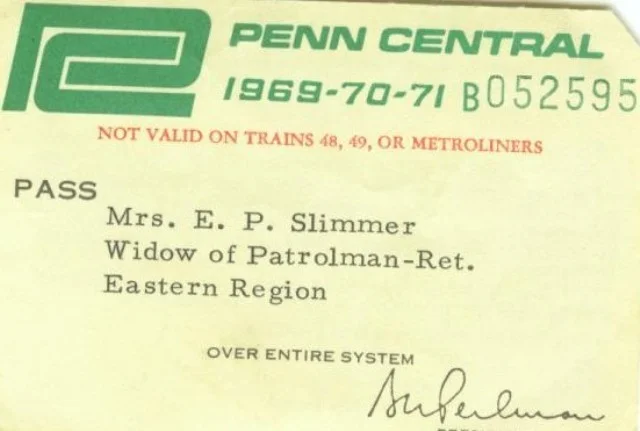 PENN CENTRAL
1969-70-71 B052595
NOT VALID ON TRAINS 48, 49, OR METROLINERS
PASS
Mrs. E. P. Slimmer
Widow of Patrolman-Ret.
Eastern Region
OVER ENTIRE SYSTEM